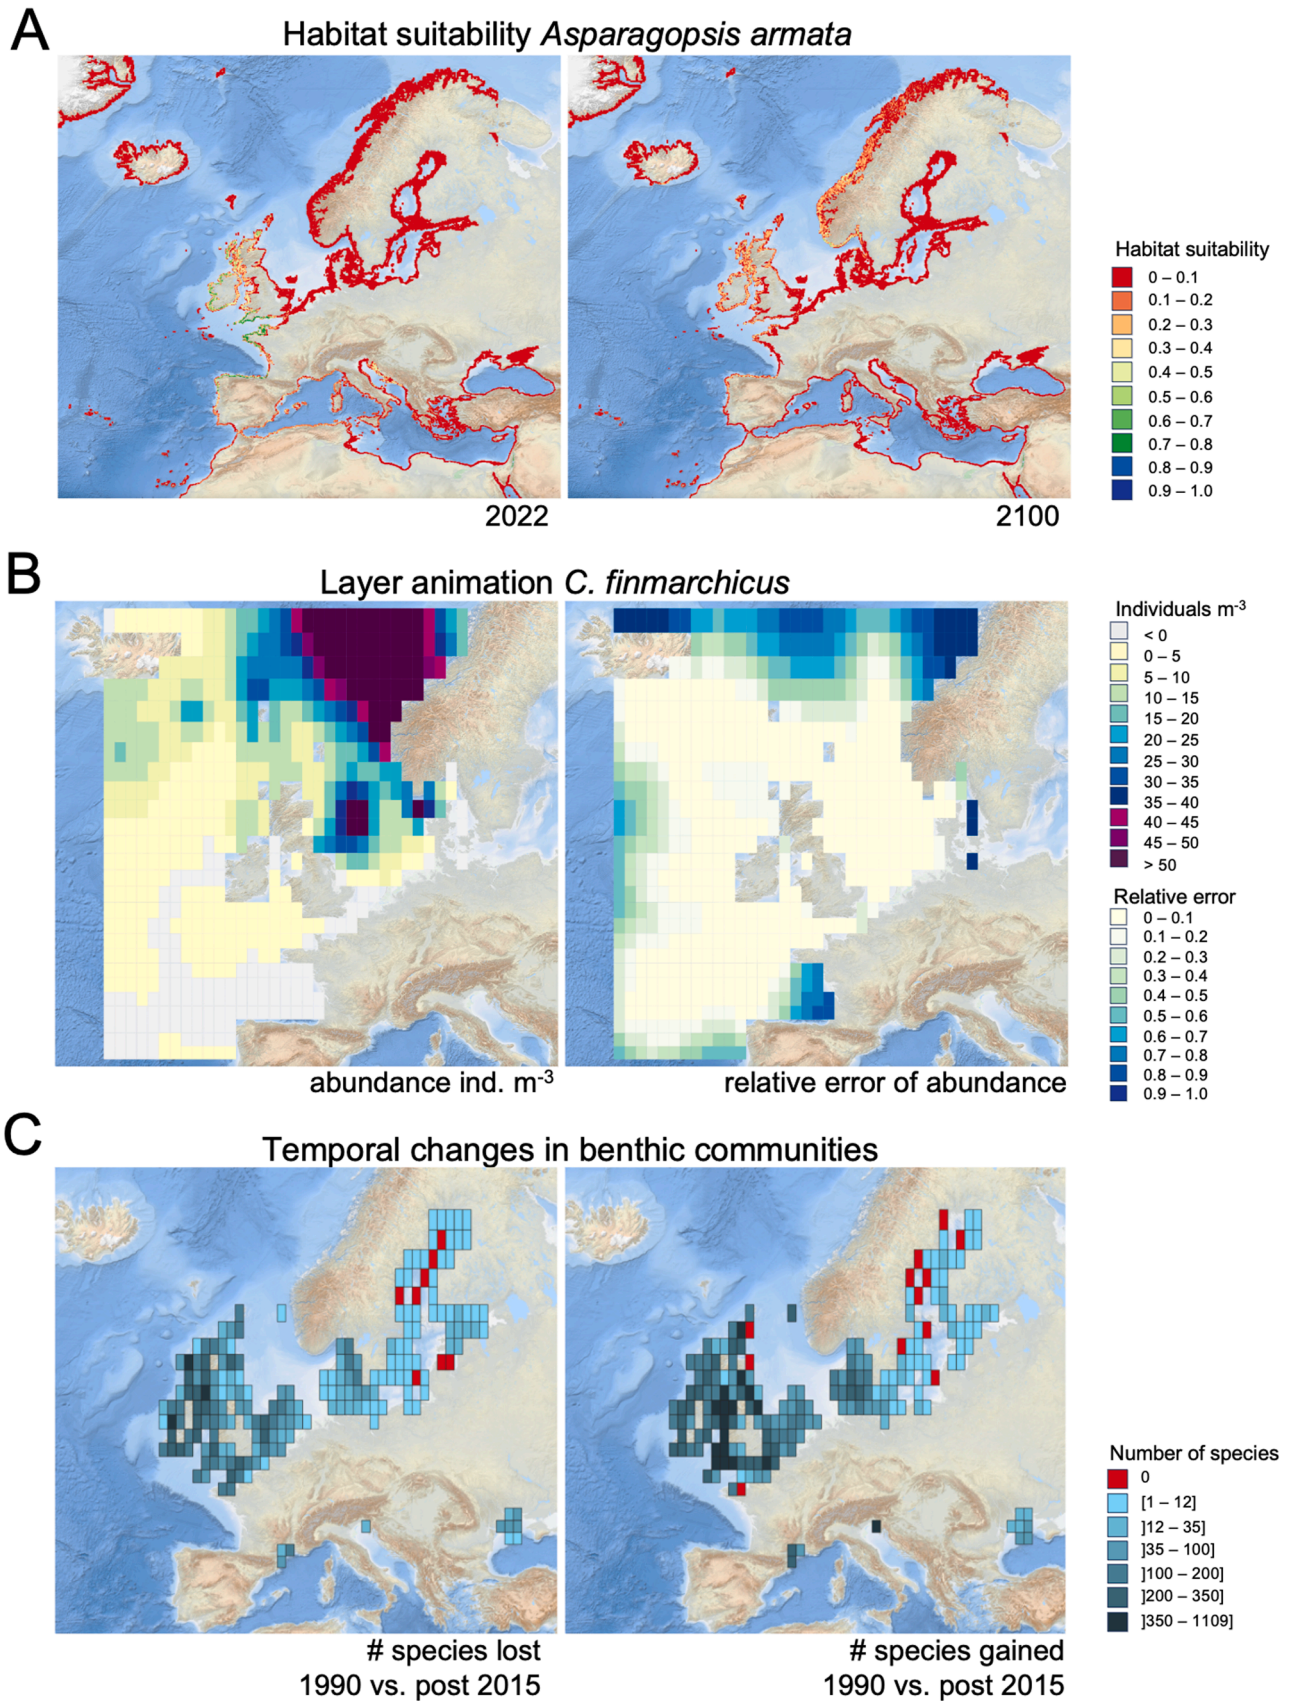 A
Habitat suitability Asparagopsis armata
2022
2100
Habitat suitability
0 – 0.1
0.1 – 0.2
0.2 – 0.3
0.3 – 0.4
0.4 – 0.5
0.5 – 0.6
0.6 – 0.7
0.7 – 0.8
0.8 – 0.9
0.9 – 1.0
B
Layer animation C. finmarchicus
abundance ind. m-3
relative error of abundance
Individuals m-3
< 0
0 – 5
5 – 10
10 – 15
15 – 20
20 – 25
25 – 30
30 – 35
35 – 40
40 – 45
45 – 50
> 50
Relative error
0 – 0.1
0.1 – 0.2
0.2 – 0.3
0.3 – 0.4
0.4 – 0.5
0.5 – 0.6
0.6 – 0.7
0.7 – 0.8
0.8 – 0.9
0.9 – 1.0
C
Temporal changes in benthic communities
# species lost
1990 vs. post 2015
# species gained
1990 vs. post 2015
Number of species
0
]1 – 12]
]12 – 35]
]35 – 100]
]100 – 200]
]200 – 350]
]350 – 1109]